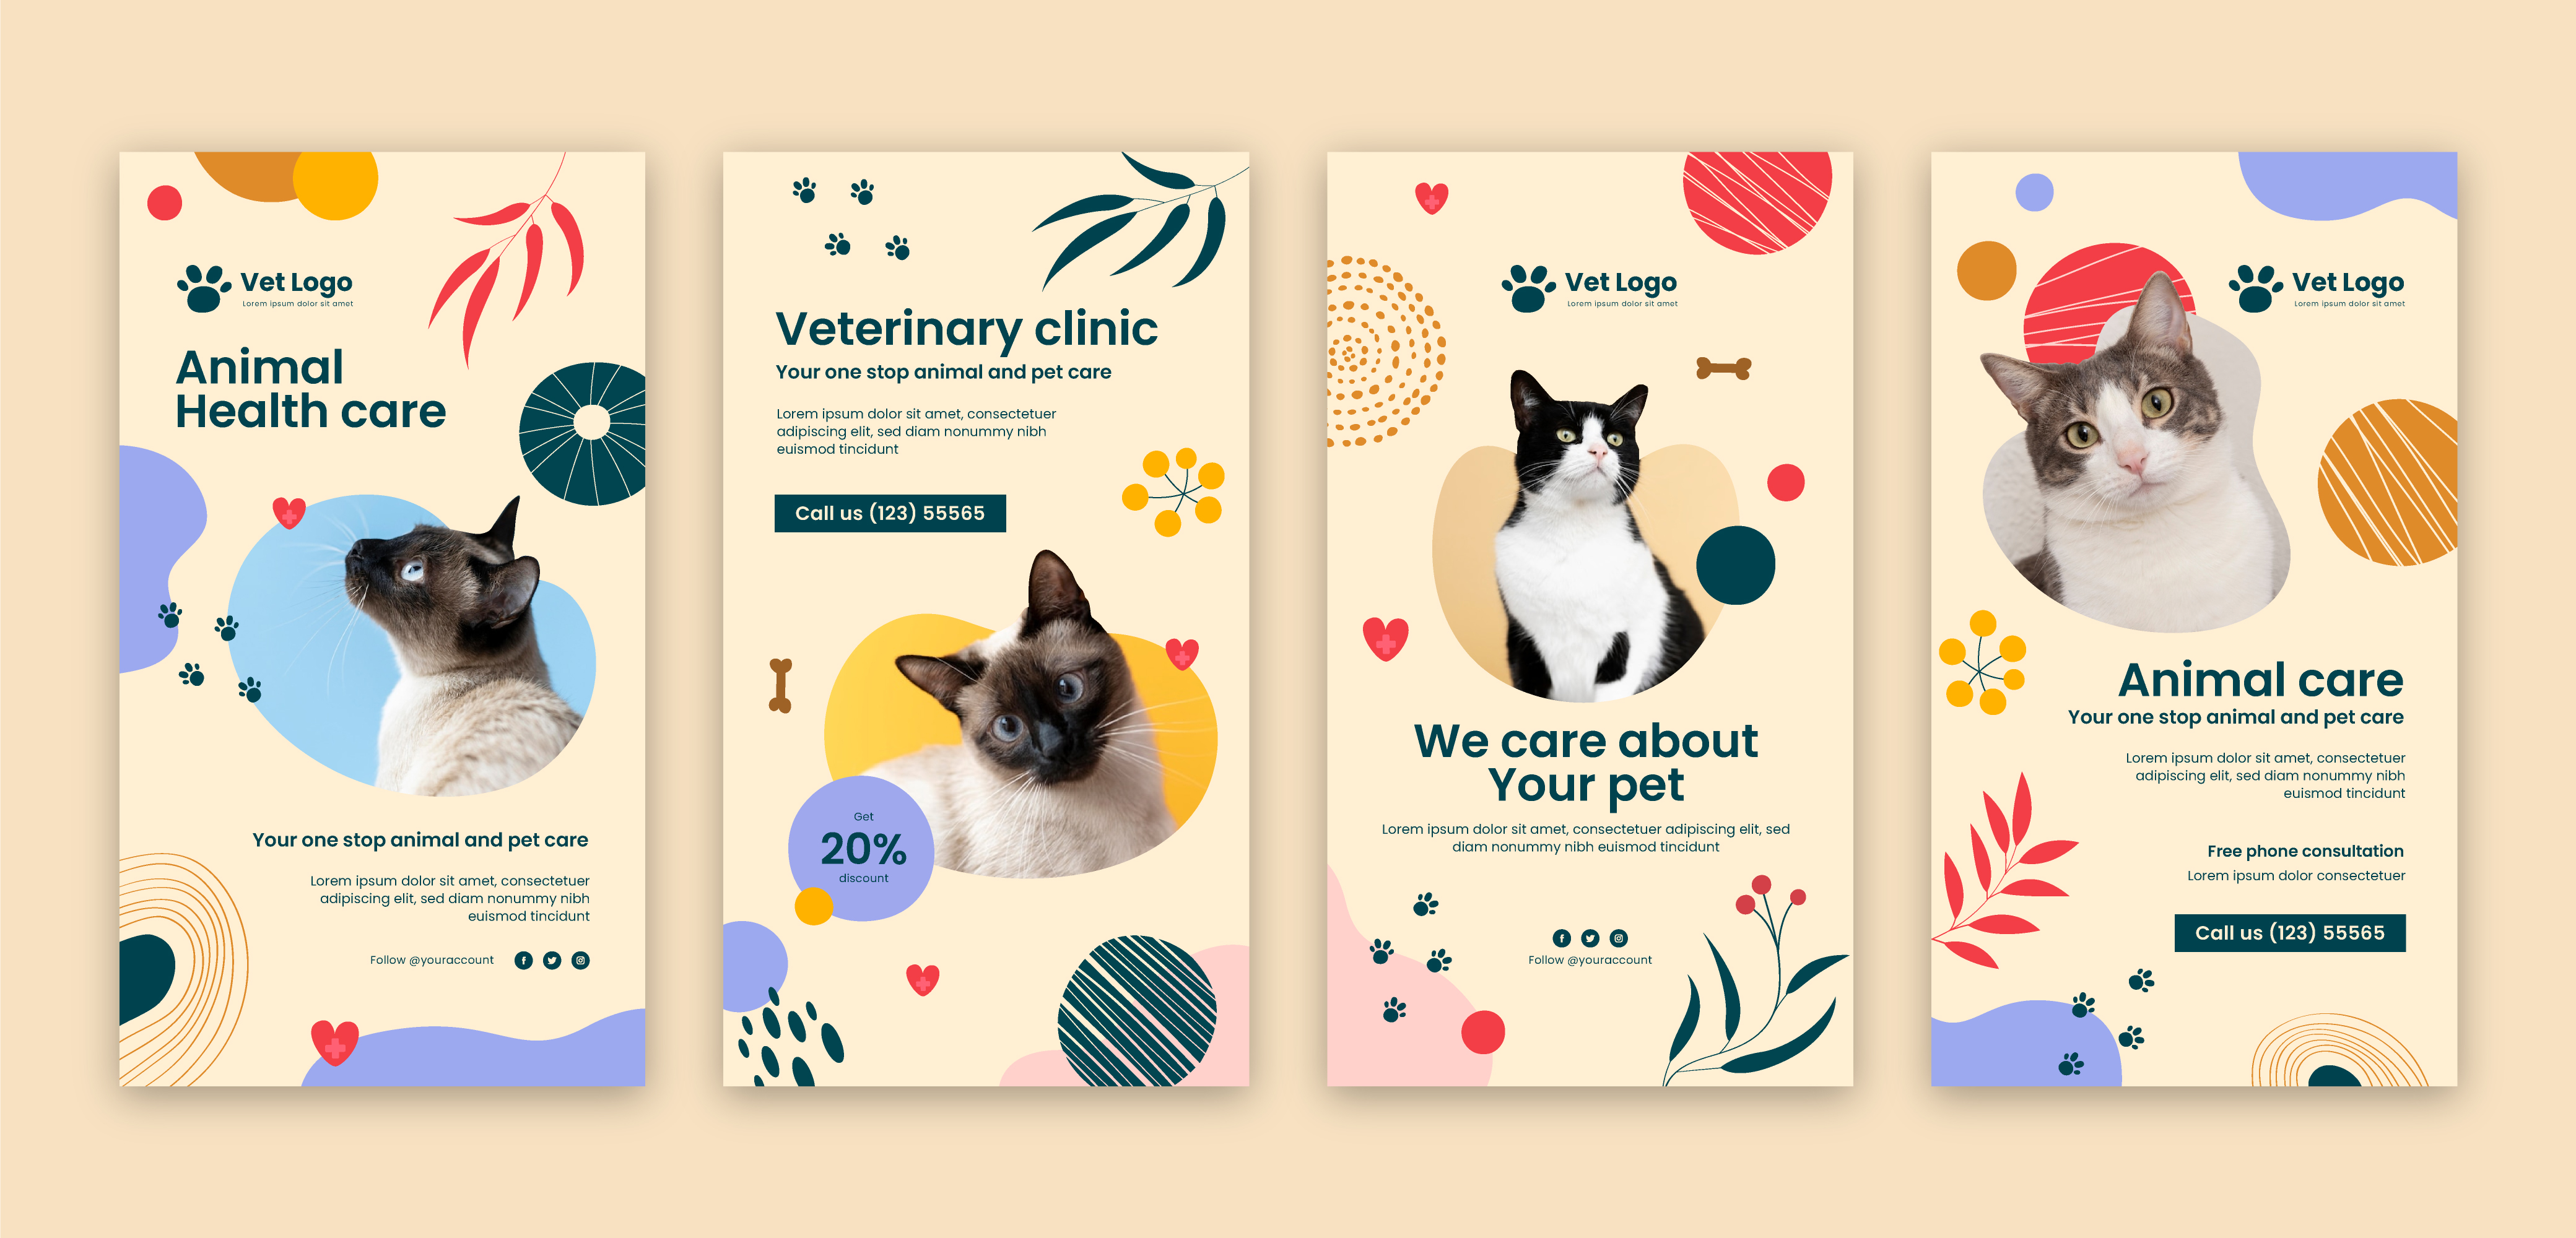 Vet Logo
Lorem ipsum dolor sit amet
Animal
Health care
Your one stop animal and pet care
Lorem ipsum dolor sit amet, consectetuer
adipiscing elit, sed diam nonummy nibh
euismod tincidunt
Follow @youraccount
Veterinary clinic
Your one stop animal and pet care
Lorem ipsum dolor sit amet, consectetuer
adipiscing elit, sed diam nonummy nibh
euismod tincidunt
Call us (123) 55565
Get
20%
discount
Vet Logo
Lorem ipsum dolor sit amet
We care about
Your pet
Lorem ipsum dolor sit amet, consectetuer adipiscing elit, sed
diam nonummy nibh euismod tincidunt
Follow @youraccount
Vet Logo
Lorem ipsum dolor sit amet
Animal care
Your one stop animal and pet care
Lorem ipsum dolor sit amet, consectetuer
adipiscing elit, sed diam nonummy nibh
euismod tincidunt
Free phone consultation
Lorem ipsum dolor consectetuer
Call us (123) 55565